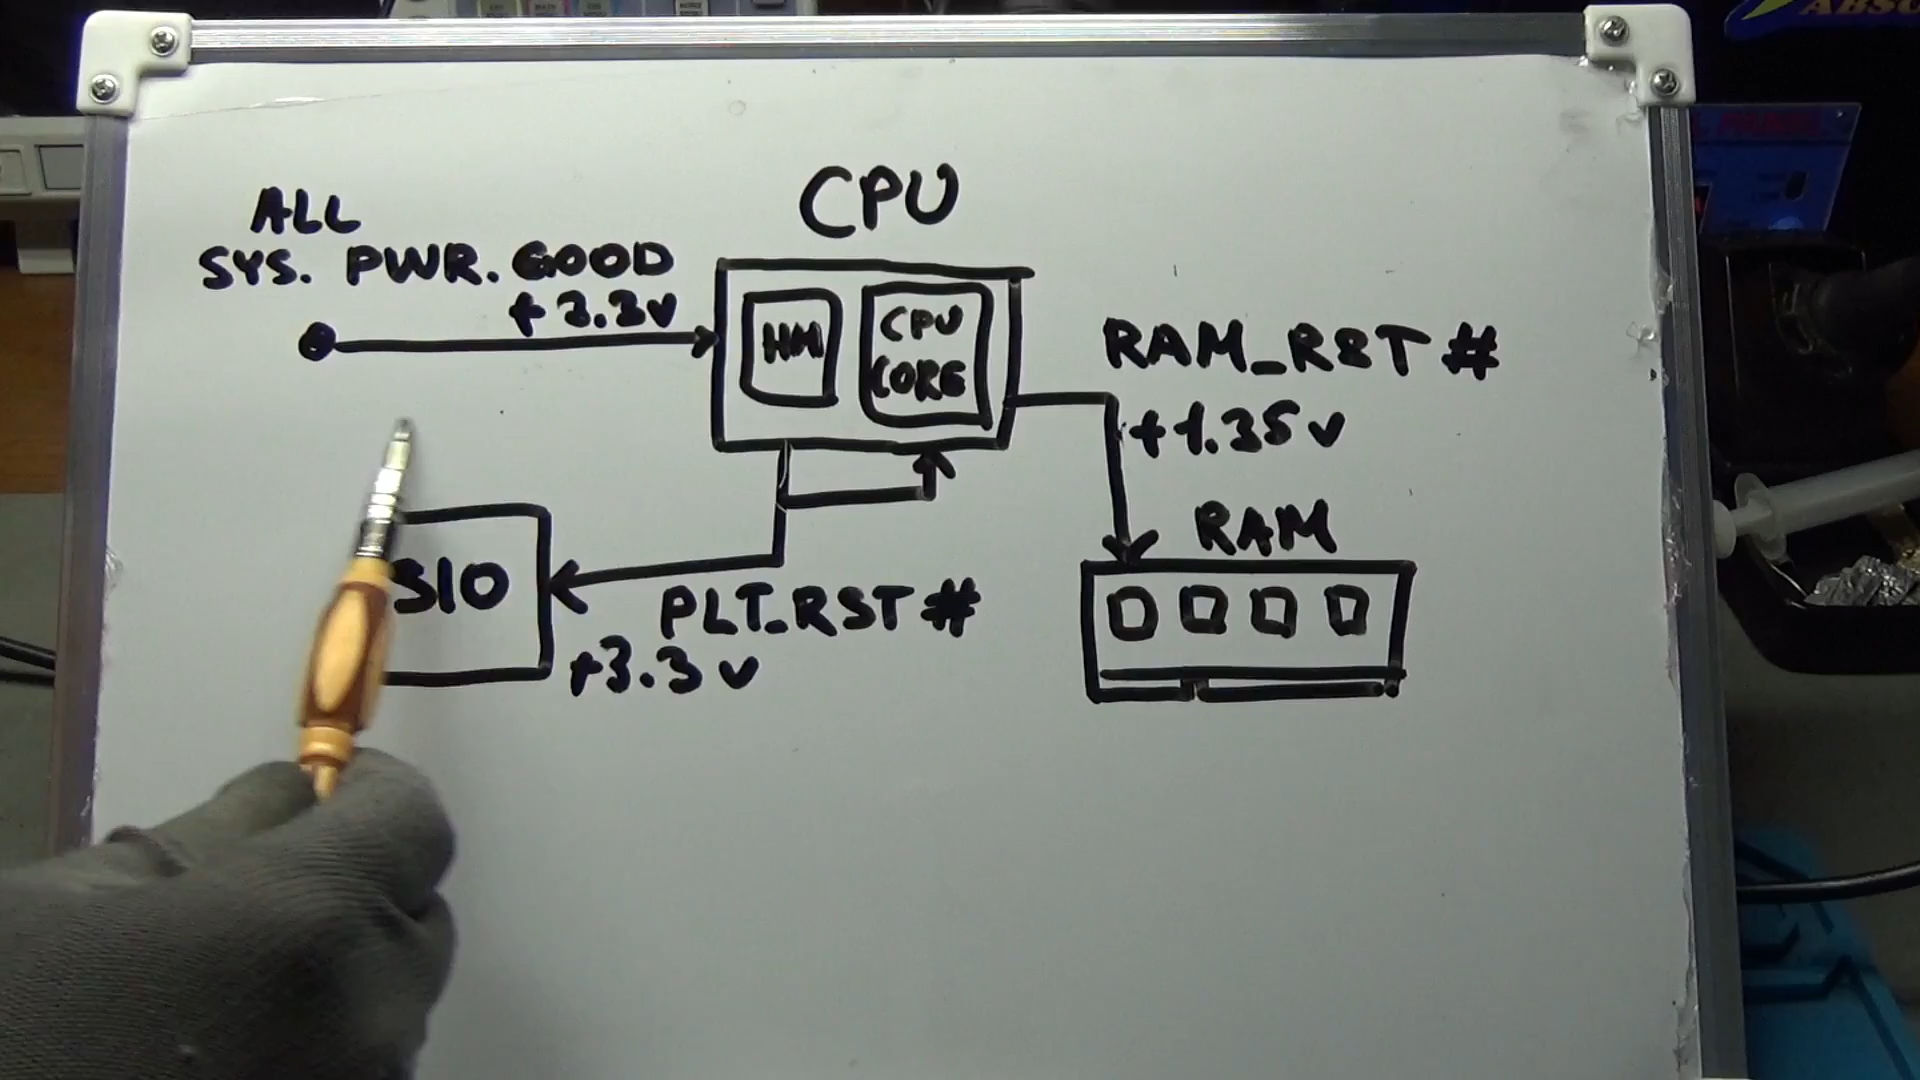 CPU
ALL
SYS. PWR. GOOD
+3.3v
HM
CPU
CORE
RAM_RST #
+1.35v
RAM
SIO
PLT_RST #
+3.3v